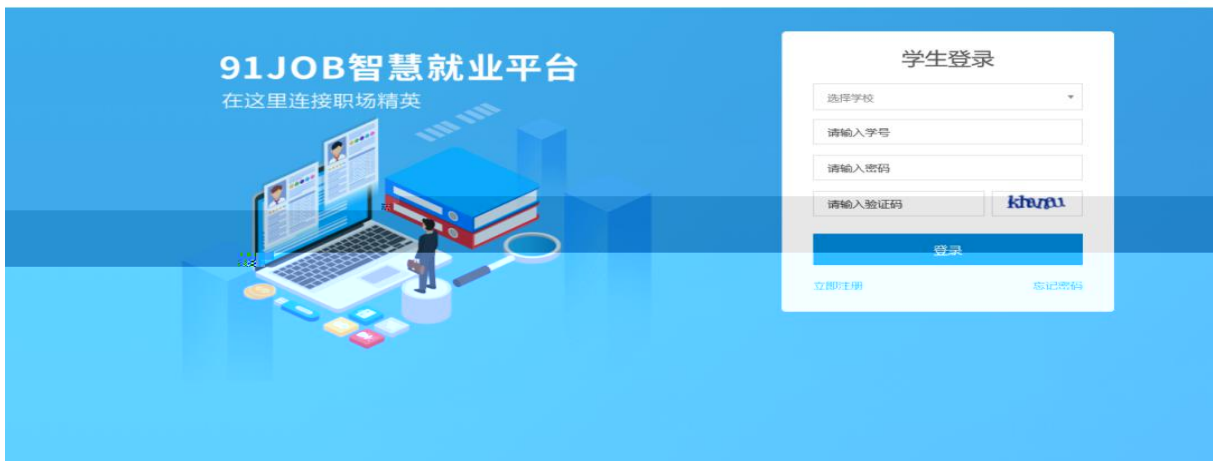 91JOB智慧就业平台
在这里连接职场精英
学生登录
选择学校
请输入学号
请输入密码
请输入验证码
登录
立即注册 忘记密码